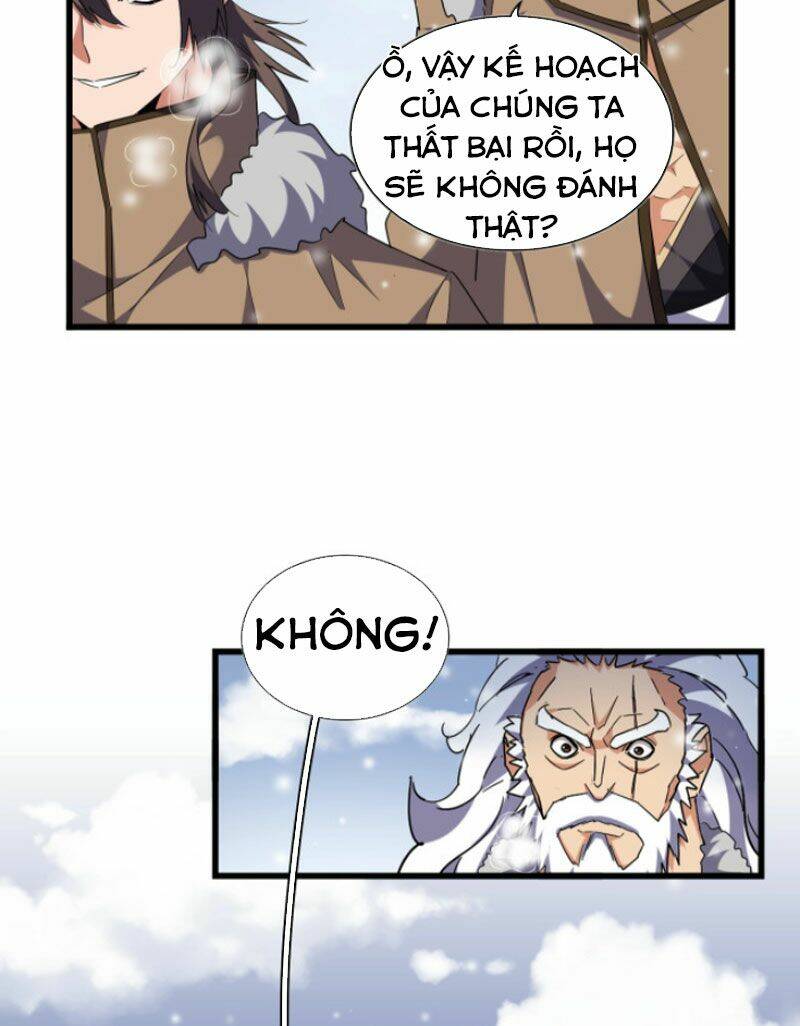 Ồ, VẬY KẾ HOẠCH
CỦA CHÚNG TA
THẤT BẠI RỒI, HỌ
SẼ KHÔNG ĐÁNH
THẬT?
KHÔNG!